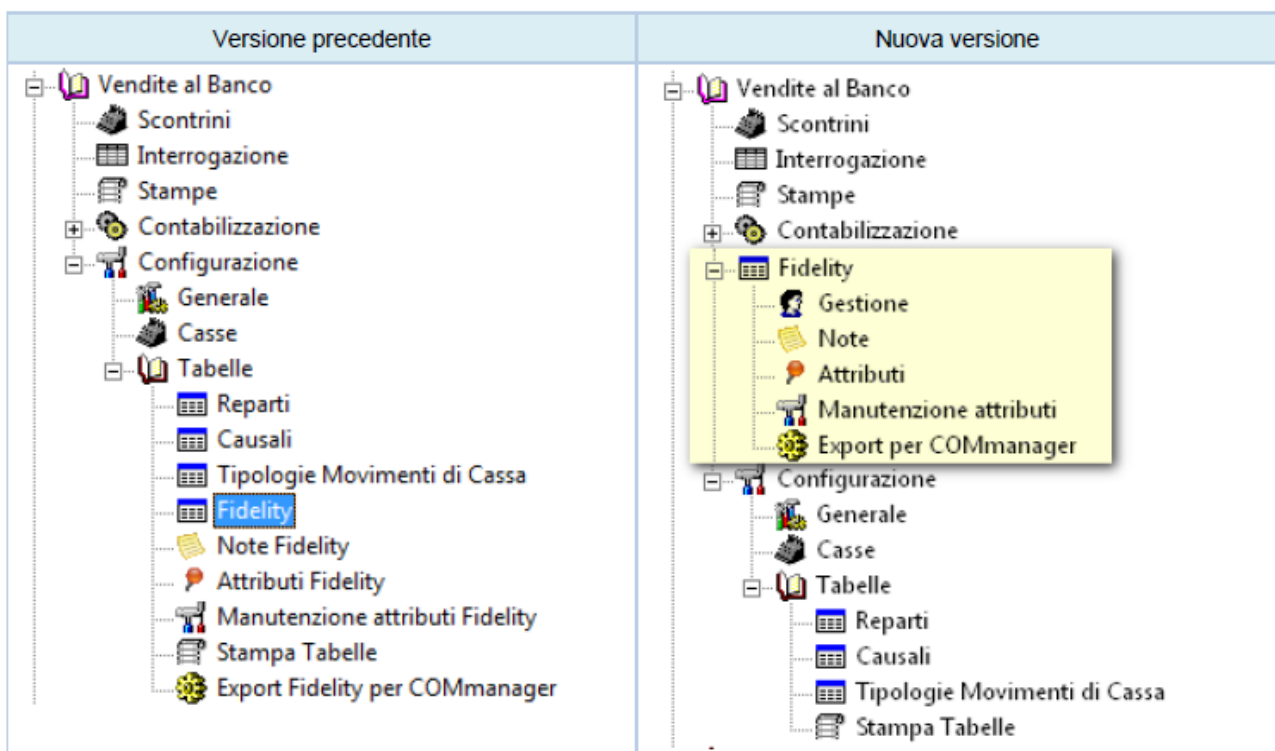 Versione precedente
Vendite al Banco
Scontrini
Interrogazione
Stampe
Contabilizzazione
Configurazione
Generale
Casse
Tabelle
Reparti
Causali
Tipologie Movimenti di Cassa
Fidelity
Note Fidelity
Attributi Fidelity
Manutenzione attributi Fidelity
Stampa Tabelle
Export Fidelity per COMmanager
Nuova versione
Vendite al Banco
Scontrini
Interrogazione
Stampe
Contabilizzazione
Fidelity
Gestione
Note
Attributi
Manutenzione attributi
Export per COMmanager
Configurazione
Generale
Casse
Tabelle
Reparti
Causali
Tipologie Movimenti di Cassa
Stampa Tabelle